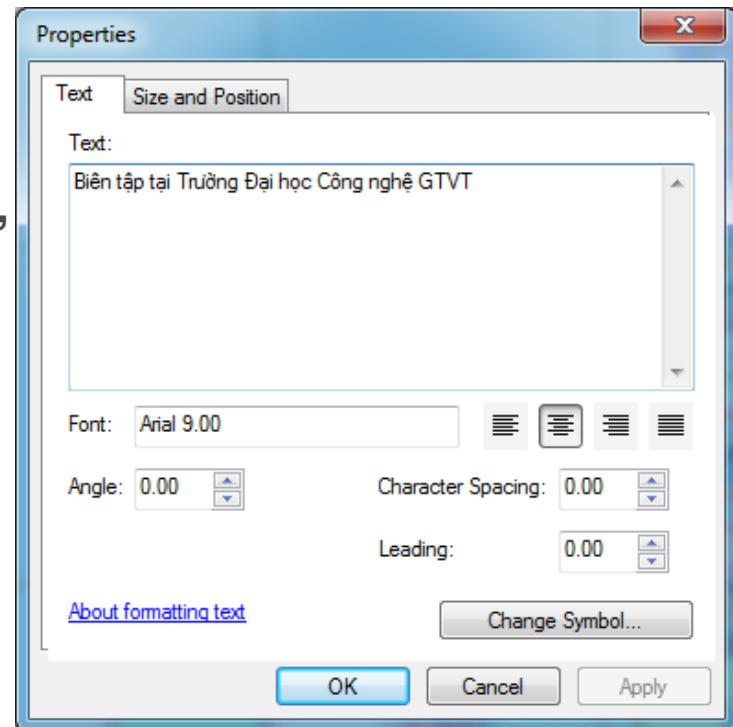 Properties
Text
Size and Position
Text:
Biên tập tại Trường Đại học Công nghệ GTVT
Font:
Arial 9.00
Angle:
0.00
Character Spacing:
0.00
Leading:
0.00
About formatting text
Change Symbol...
OK
Cancel
Apply